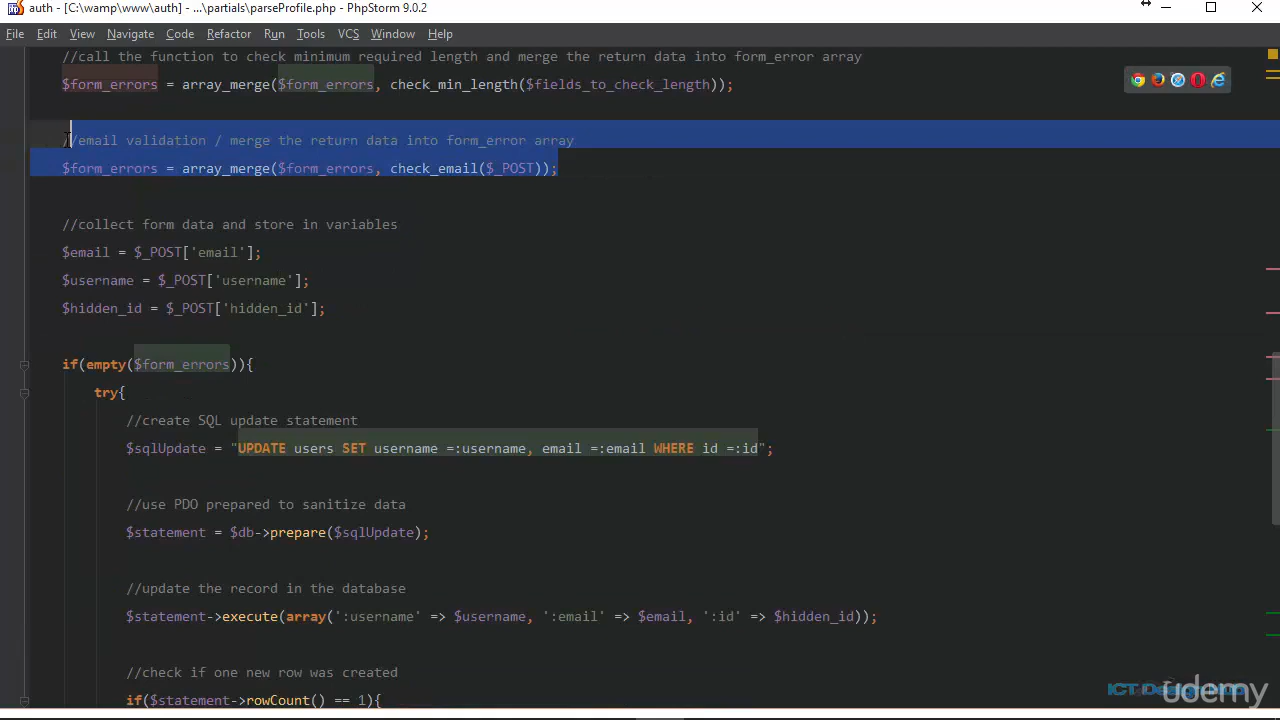 auth - [C:\wamp\www\auth] - ...\partials\parseProfile.php - PhpStorm 9.0.2
File Edit View Navigate Code Refactor Run Tools VCS Window Help
//call the function to check minimum required length and merge the return data into form_error array
$form_errors = array_merge($form_errors, check_min_length($fields_to_check_length));
//email validation / merge the return data into form_error array
$form_errors = array_merge($form_errors, check_email($_POST));
//collect form data and store in variables
$email = $_POST['email'];
$username = $_POST['username'];
$hidden_id = $_POST['hidden_id'];
if(empty($form_errors)){
try{
//create SQL update statement
$sqlUpdate = "UPDATE users SET username =:username, email =:email WHERE id =:id";
//use PDO prepared to sanitize data
$statement = $db->prepare($sqlUpdate);
//update the record in the database
$statement->execute(array(':username' => $username, ':email' => $email, ':id' => $hidden_id));
//check if one new row was created
if($statement->rowCount() == 1){
ICT Design Hub
udemy